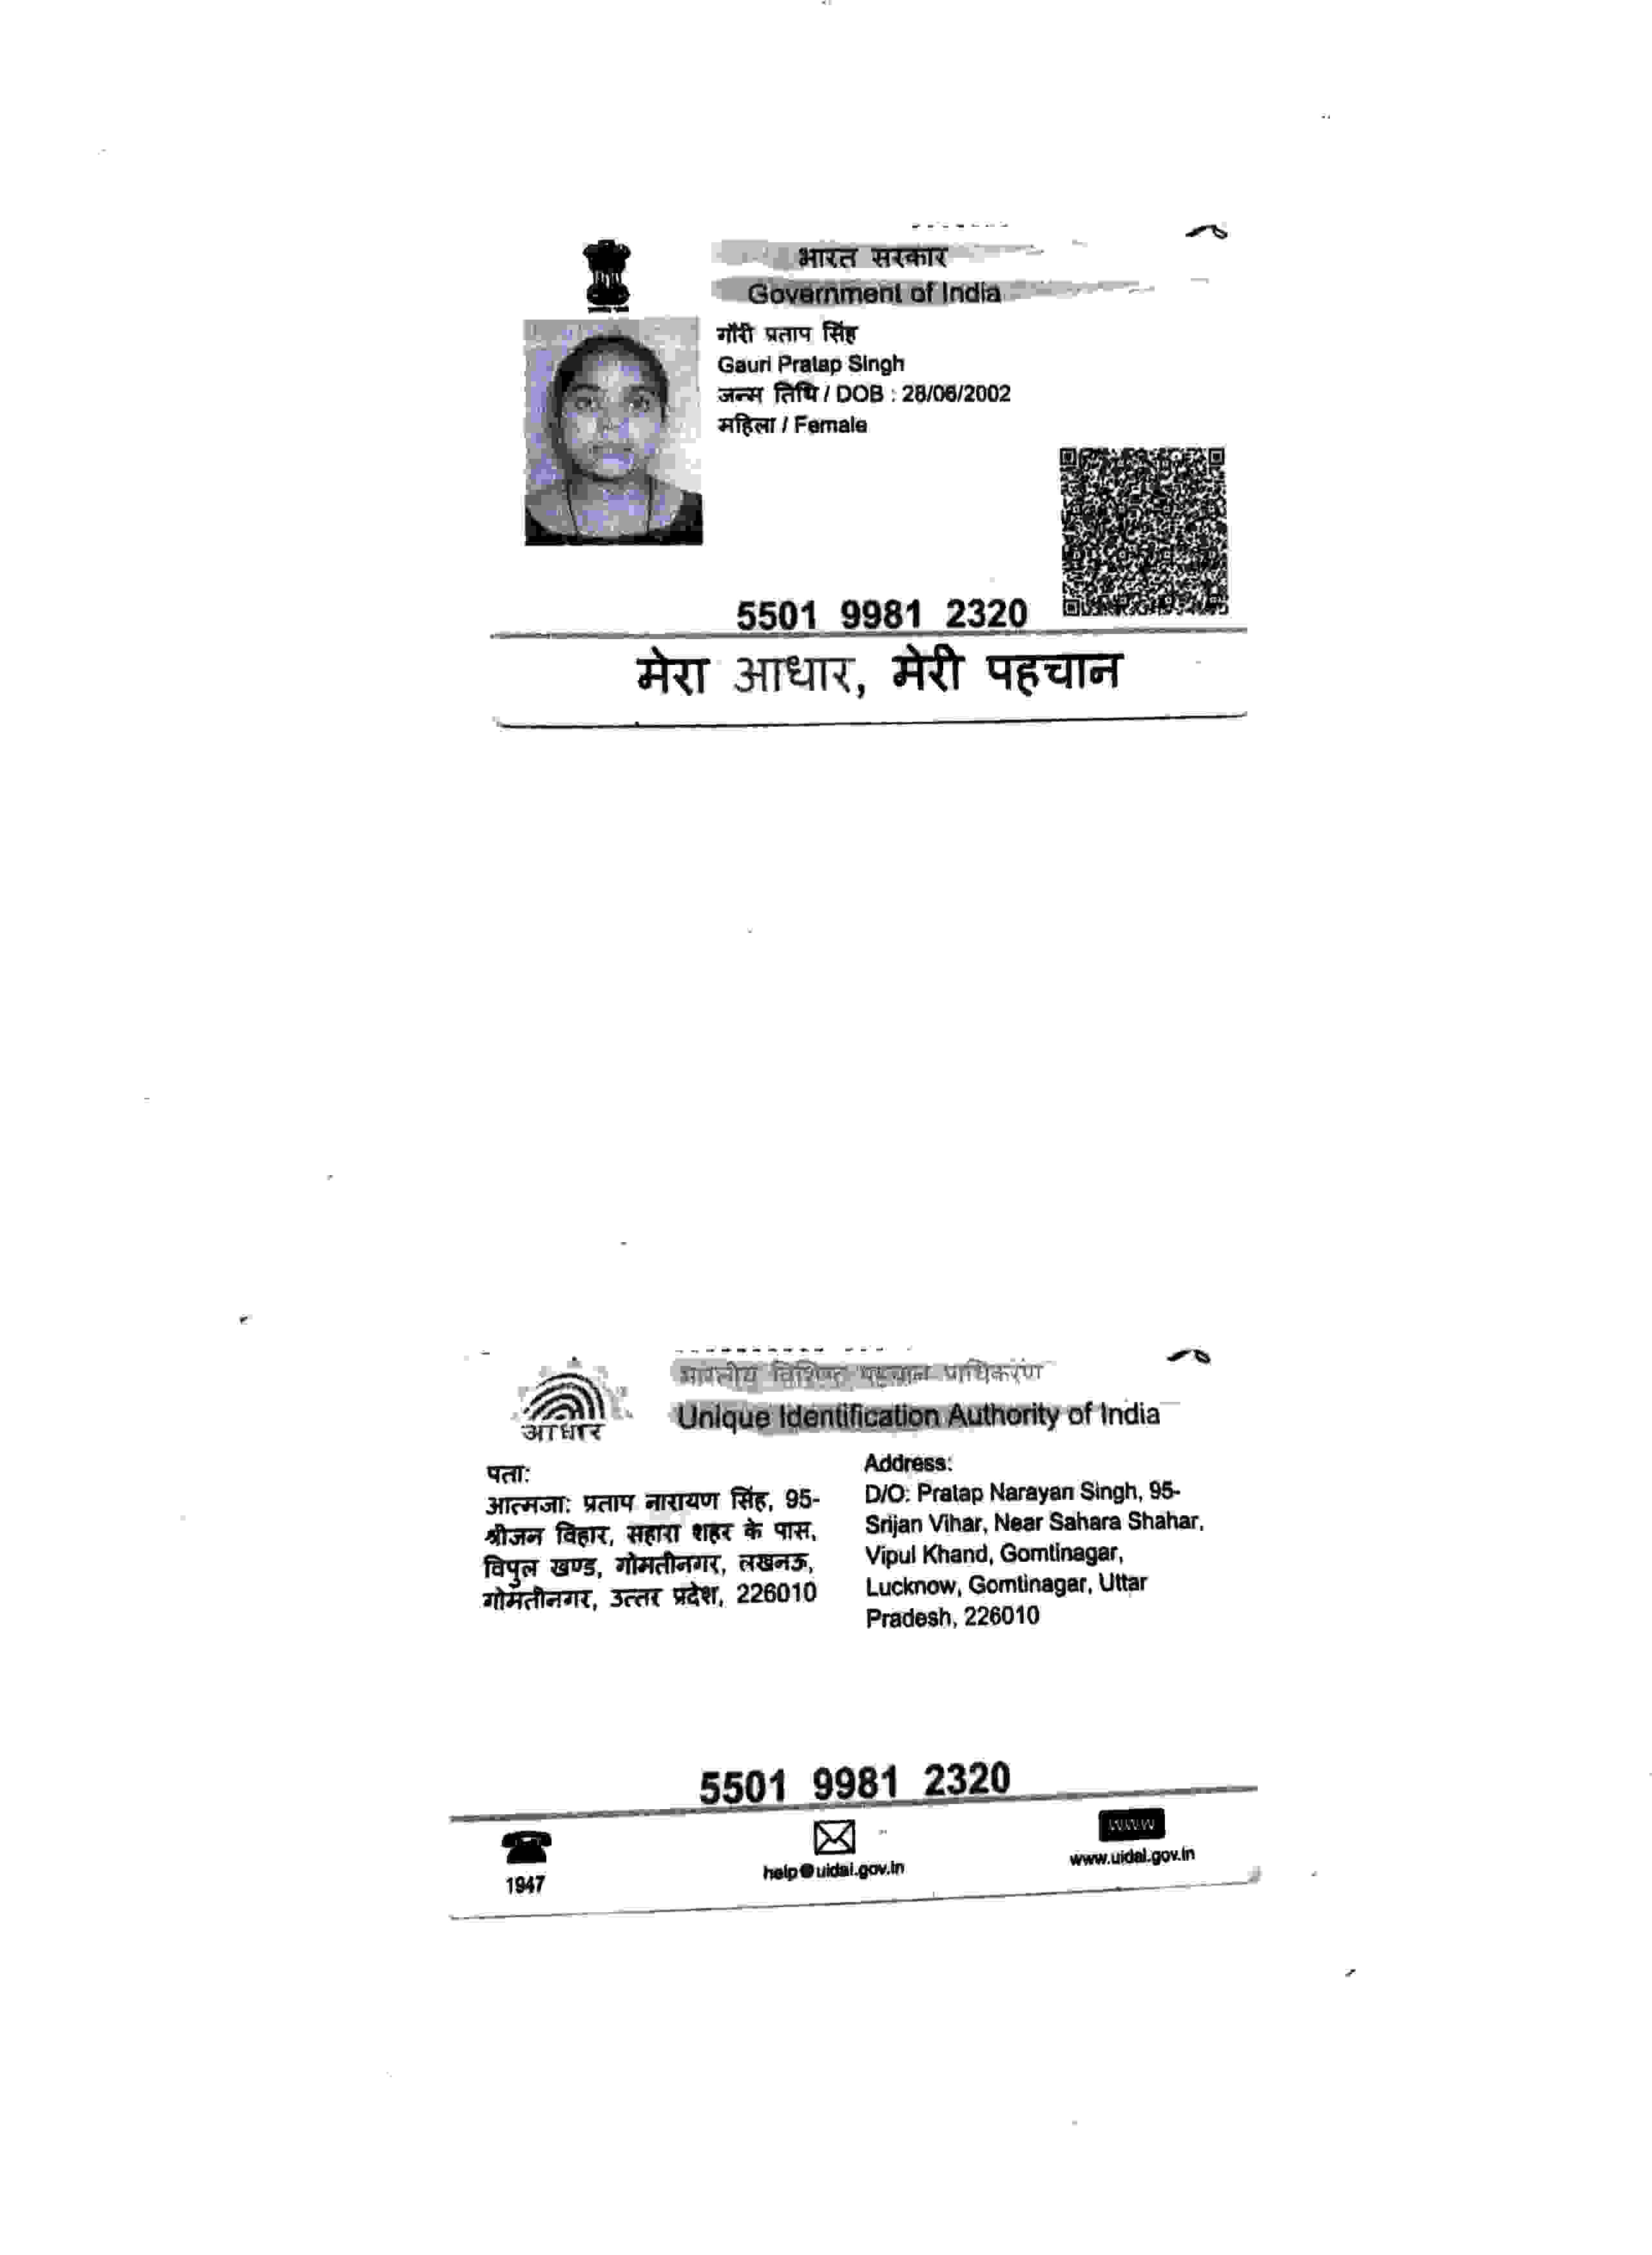 भारत सरकार
Government of India
गौरी प्रताप सिंह
Gauri Pratap Singh
जन्म तिथि / DOB : 28/06/2002
महिला / Female
5501 9981 2320
मेरा आधार, मेरी पहचान
भारतीय विशिष्ट पहचान प्राधिकरण
Unique Identification Authority of India
आधार
पता:
आत्मजा: प्रताप नारायण सिंह, 95-
श्रीजन विहार, सहारा शहर के पास,
विपुल खण्ड, गोमतीनगर, लखनऊ,
गोमतीनगर, उत्तर प्रदेश, 226010
Address:
D/O: Pratap Narayan Singh, 95-
Srijan Vihar, Near Sahara Shahar,
Vipul Khand, Gomtinagar,
Lucknow, Gomtinagar, Uttar
Pradesh, 226010
5501 9981 2320
1947
help@uidai.gov.in
www
www.uidai.gov.in